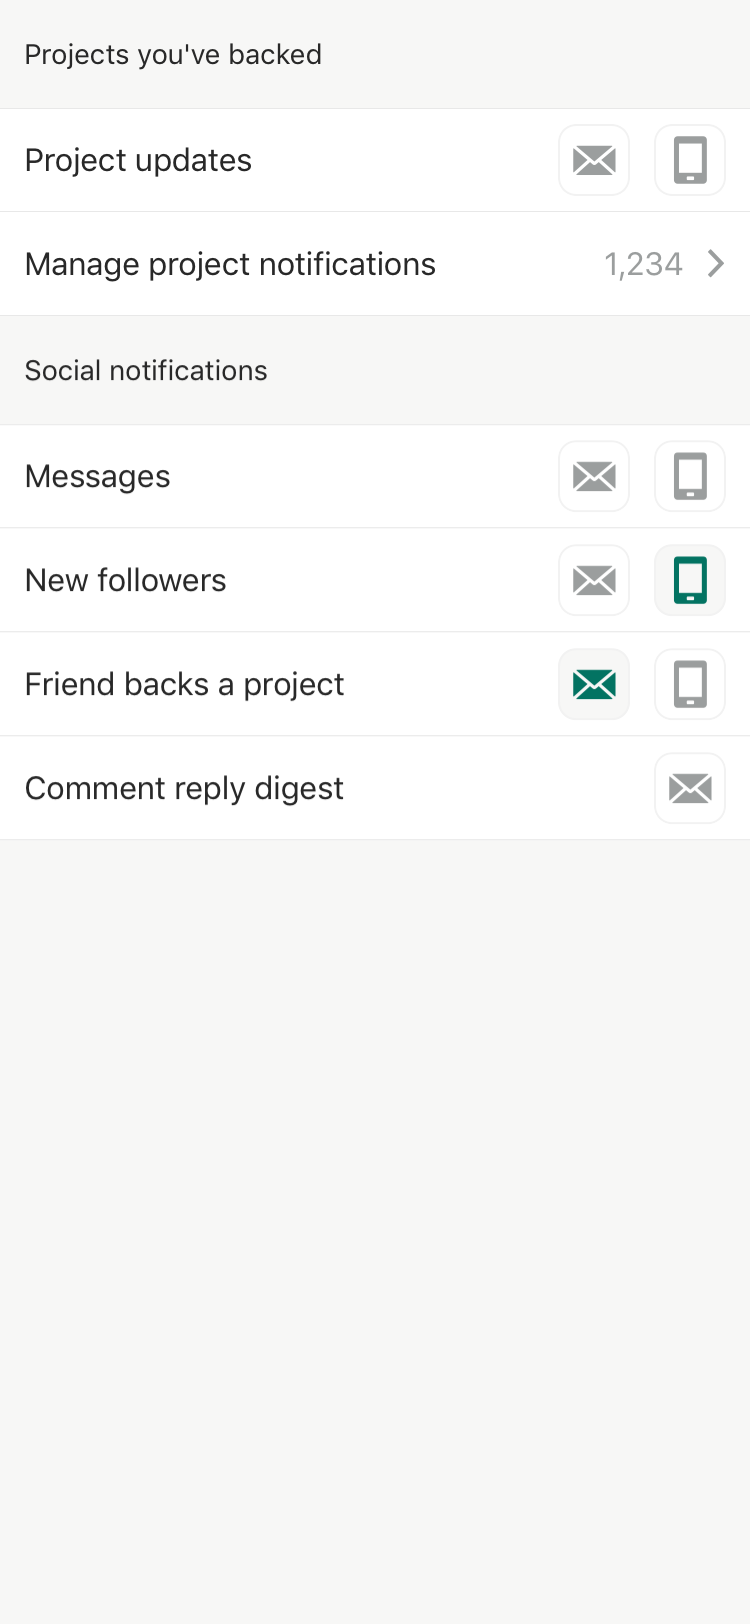 Projects you've backed
Project updates
Manage project notifications 1,234
Social notifications
Messages
New followers
Friend backs a project
Comment reply digest